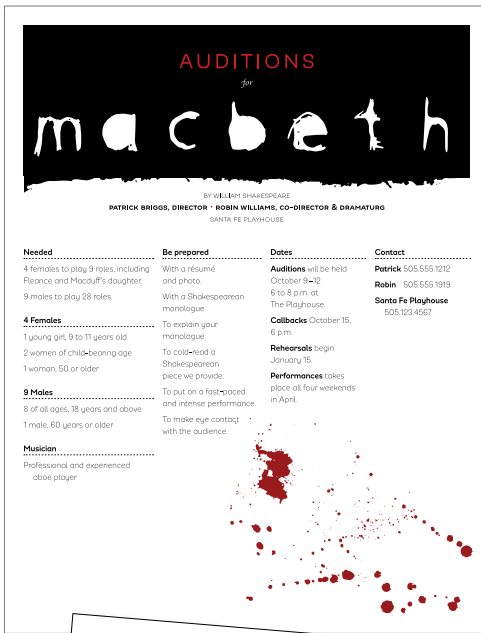 AUDITIONS
for
macbeth
BY WILLIAM SHAKESPEARE
PATRICK BRIGGS, DIRECTOR • ROBIN WILLIAMS, CO-DIRECTOR & DRAMATURG
SANTA FE PLAYHOUSE
Needed
4 females to play 9 roles, including
Fleance and Macduff's daughter.
9 males to play 28 roles.
4 Females
1 young girl, 9 to 11 years old
2 women of child-bearing age
1 woman, 50 or older
9 Males
8 of all ages, 18 years and above
1 male, 60 years or older
Musician
Professional and experienced
oboe player
Be prepared
With a résumé
and photo.
With a Shakespearean
monologue.
To explain your
monologue.
To cold-read a
Shakespearean
piece we provide.
To put on a fast-paced
and intense performance.
To make eye contact
with the audience.
Dates
Auditions will be held
October 9–12
6 to 8 p.m. at
The Playhouse.
Callbacks October 15,
6 p.m.
Rehearsals begin
January 15.
Performances takes
place all four weekends
in April.
Contact
Patrick 505.555.1212
Robin 505.555.1919
Santa Fe Playhouse
505.123.4567